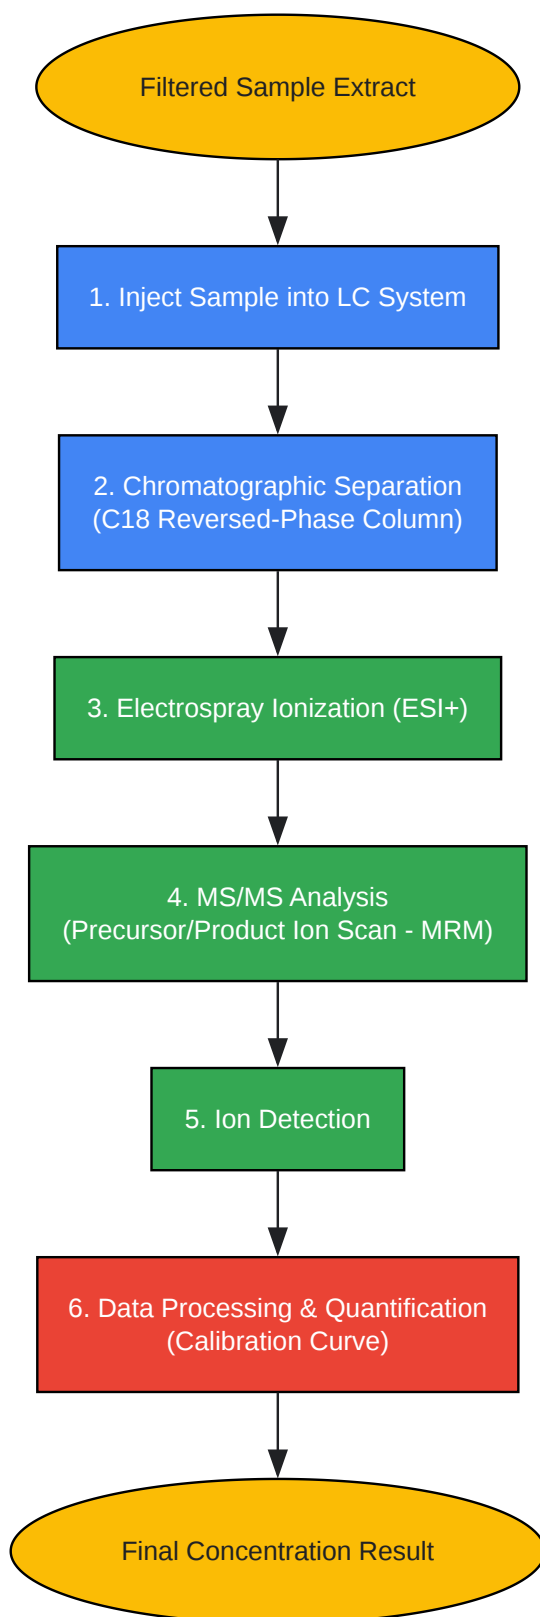 Filtered Sample Extract
1. Inject Sample into LC System
2. Chromatographic Separation
(C18 Reversed-Phase Column)
3. Electrospray Ionization (ESI+)
4. MS/MS Analysis
(Precursor/Product Ion Scan - MRM)
5. Ion Detection
6. Data Processing & Quantification
(Calibration Curve)
Final Concentration Result